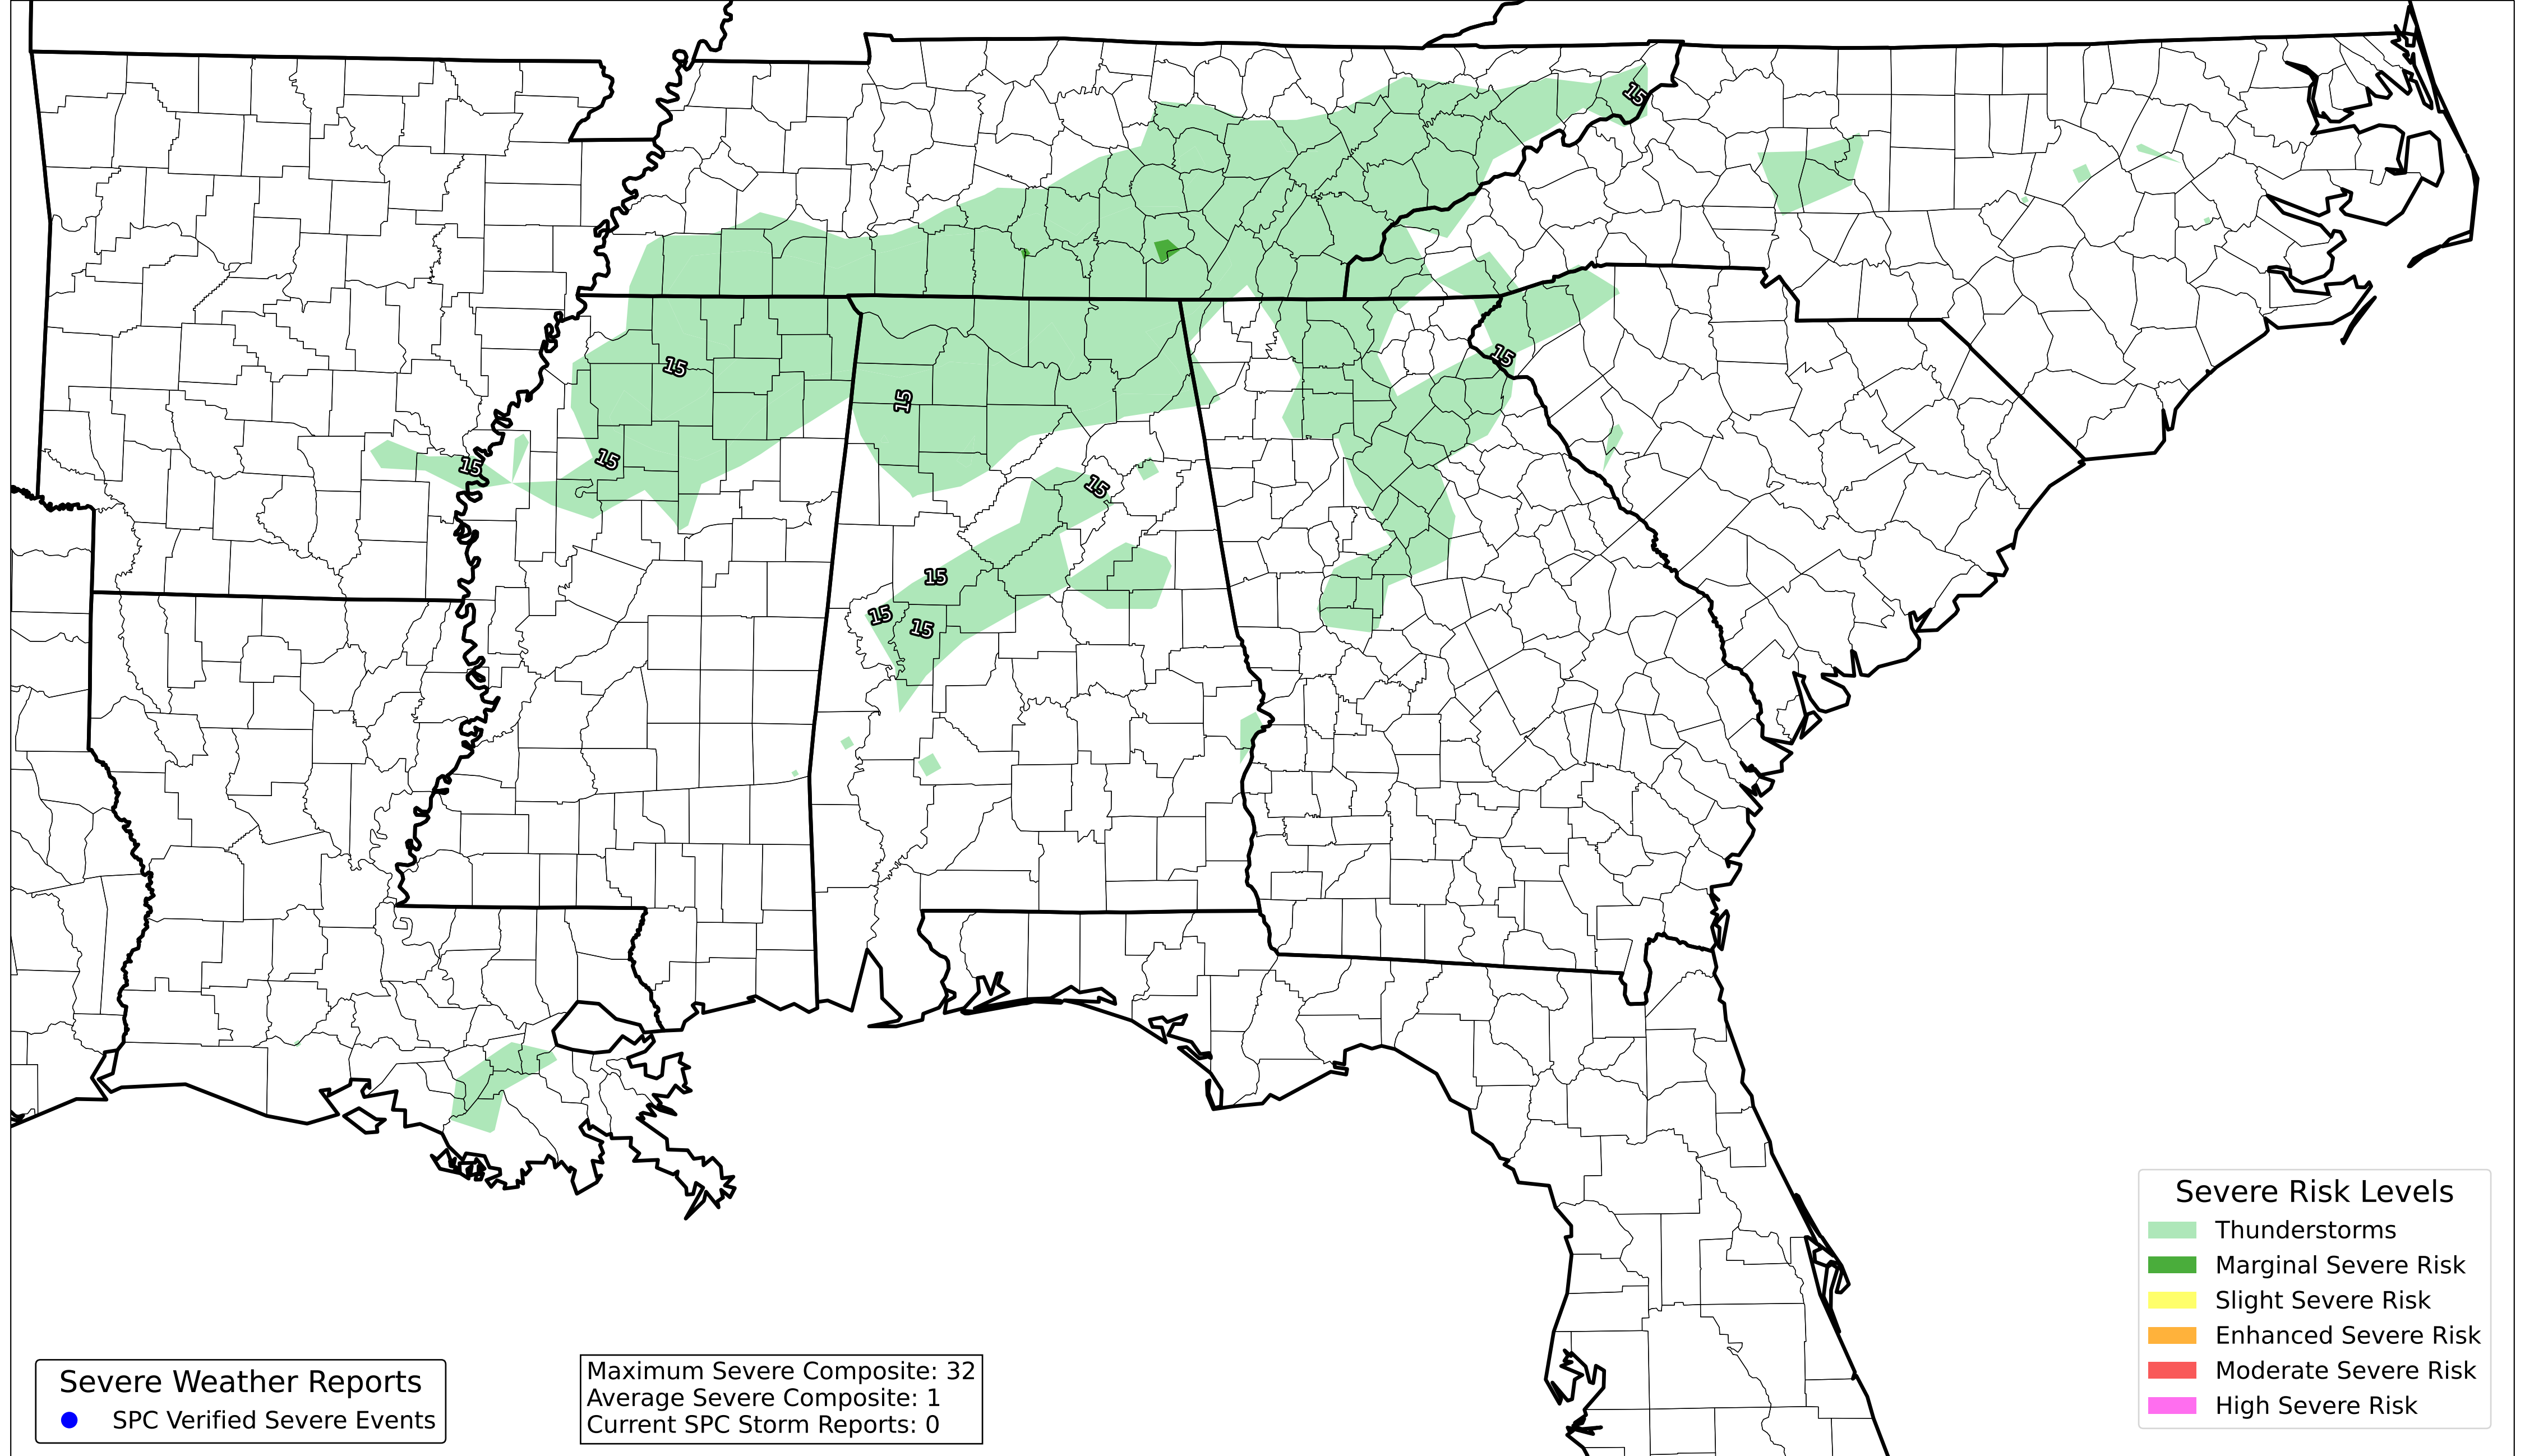 15
15
15
15
15
15
15
15
15
15
Severe Risk Levels
Thunderstorms
Marginal Severe Risk
Slight Severe Risk
Enhanced Severe Risk
Moderate Severe Risk
High Severe Risk
Severe Weather Reports
SPC Verified Severe Events
Maximum Severe Composite: 32
Average Severe Composite: 1
Current SPC Storm Reports: 0